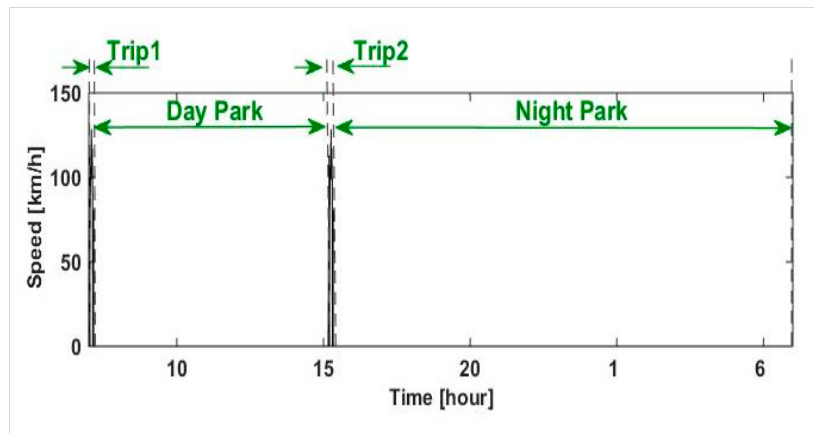 Trip1 Trip2
150
Day Park Night Park
100
50
0
Speed [km/h]
10 15 20 1 6
Time [hour]